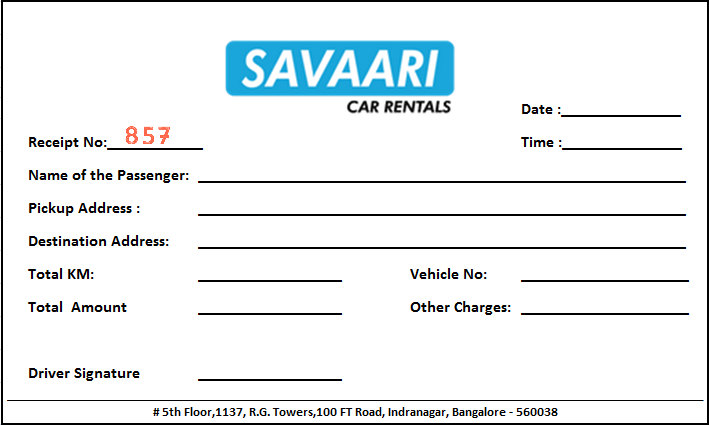 SAVAARI
CAR RENTALS
Date :
Receipt No: 857
Time :
Name of the Passenger:
Pickup Address :
Destination Address:
Total KM: Vehicle No:
Total Amount Other Charges:
Driver Signature
# 5th Floor,1137, R.G. Towers,100 FT Road, Indranagar, Bangalore - 560038